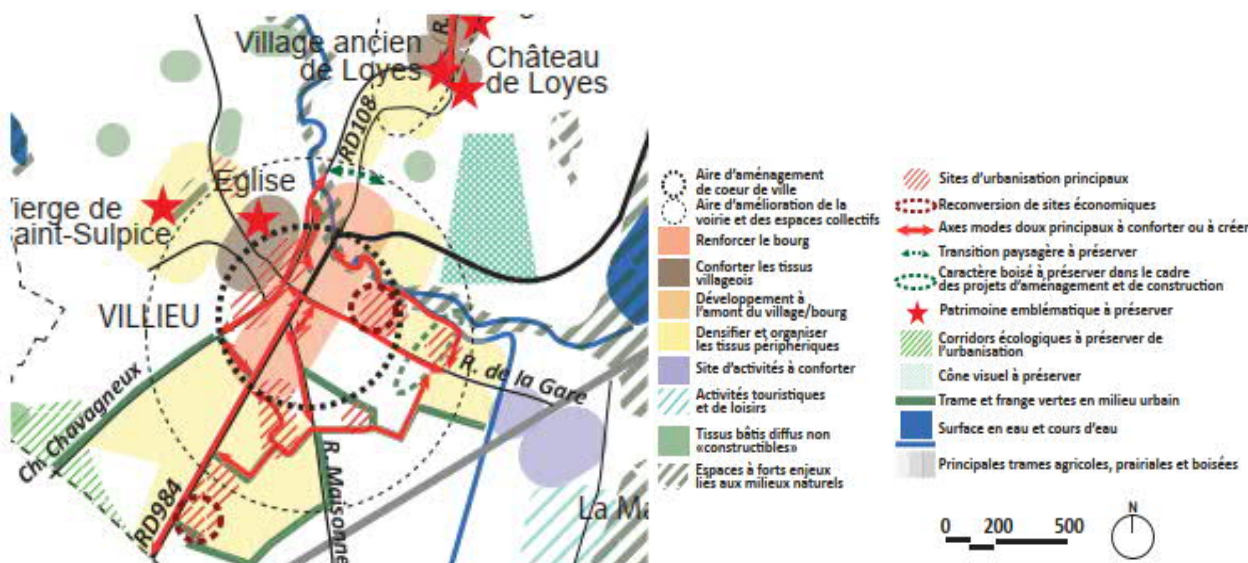 Village ancien
de Loyes
Château
de Loyes
R.
RD108
Eglise
ierge de
aint-Sulpice
VILLIEU
R. de la Gare
Ch. Chavagneux
R. Maisonne
RD984
La Ma
Aire d'aménagement
de coeur de ville
Aire d'amélioration de la
voirie et des espaces collectifs
Renforcer le bourg
Conforter les tissus
villageois
Développement à
l'amont du village/bourg
Densifier et organiser
les tissus périphériques
Site d'activités à conforter
Activités touristiques
et de loisirs
Tissus bâtis diffus non
«constructibles»
Espaces à forts enjeux
liés aux milieux naturels
Sites d'urbanisation principaux
Reconversion de sites économiques
Axes modes doux principaux à conforter ou à créer
Transition paysagère à préserver
Caractère boisé à préserver dans le cadre
des projets d'aménagement et de construction
Patrimoine emblématique à préserver
Corridors écologiques à préserver de
l'urbanisation
Cône visuel à préserver
Trame et frange vertes en milieu urbain
Surface en eau et cours d'eau
Principales trames agricoles, prairiales et boisées
0 200 500
N